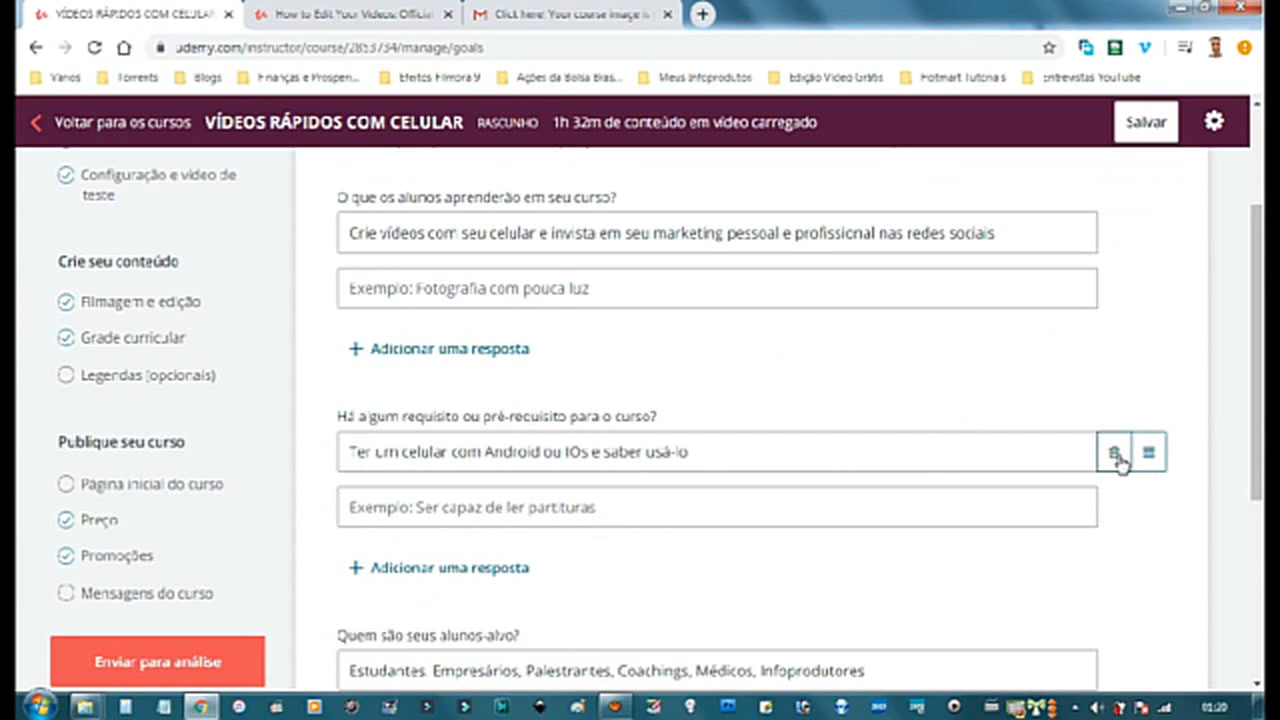 VÍDEOS RÁPIDOS COM CELULAR
How to Edit Your Videos: Official
Click here: Your course image is
udemy.com/instructor/course/2853734/manage/goals
Vários
Torrents
Blogs
Finanças e Prosperi...
Efeitos Filmora 9
Ações da Bolsa Bras...
Meus Infoprodutos
Edição Vídeo Grátis
Hotmart Tutoriais
Entrevistas YouTube
Voltar para os cursos
VÍDEOS RÁPIDOS COM CELULAR
RASCUNHO
1h 32m de conteúdo em vídeo carregado
Salvar
Configuração e vídeo de
teste
Crie seu conteúdo
Filmagem e edição
Grade curricular
Legendas (opcionais)
Publique seu curso
Página inicial do curso
Preço
Promoções
Mensagens do curso
Enviar para análise
O que os alunos aprenderão em seu curso?
Crie vídeos com seu celular e invista em seu marketing pessoal e profissional nas redes sociais
Exemplo: Fotografia com pouca luz
+ Adicionar uma resposta
Há algum requisito ou pré-requisito para o curso?
Ter um celular com Android ou IOs e saber usá-lo
Exemplo: Ser capaz de ler partituras
+ Adicionar uma resposta
Quem são seus alunos-alvo?
Estudantes, Empresários, Palestrantes, Coachings, Médicos, Infoprodutores
01:20